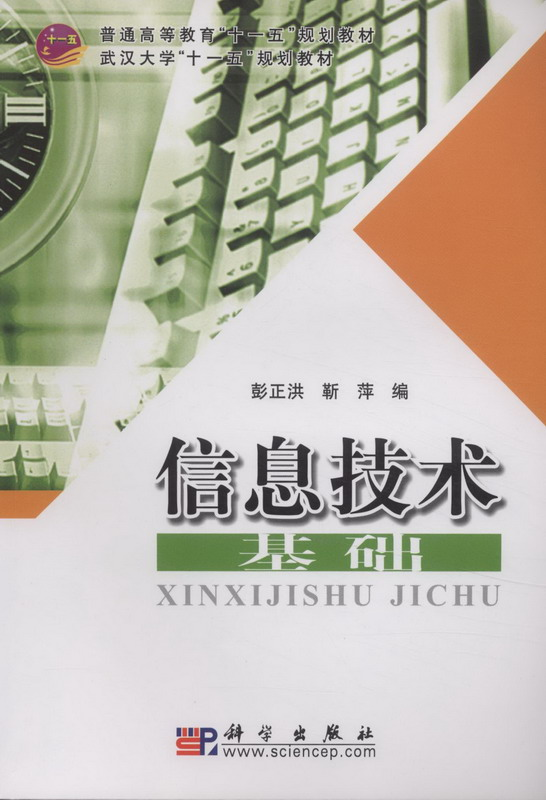 十一五
普通高等教育“十一五”规划教材
武汉大学“十一五”规划教材
III
彭正洪 靳 萍 编
信息技术
基础
XINXIJISHU JICHU
SP 科学出版社
www.sciencep.com